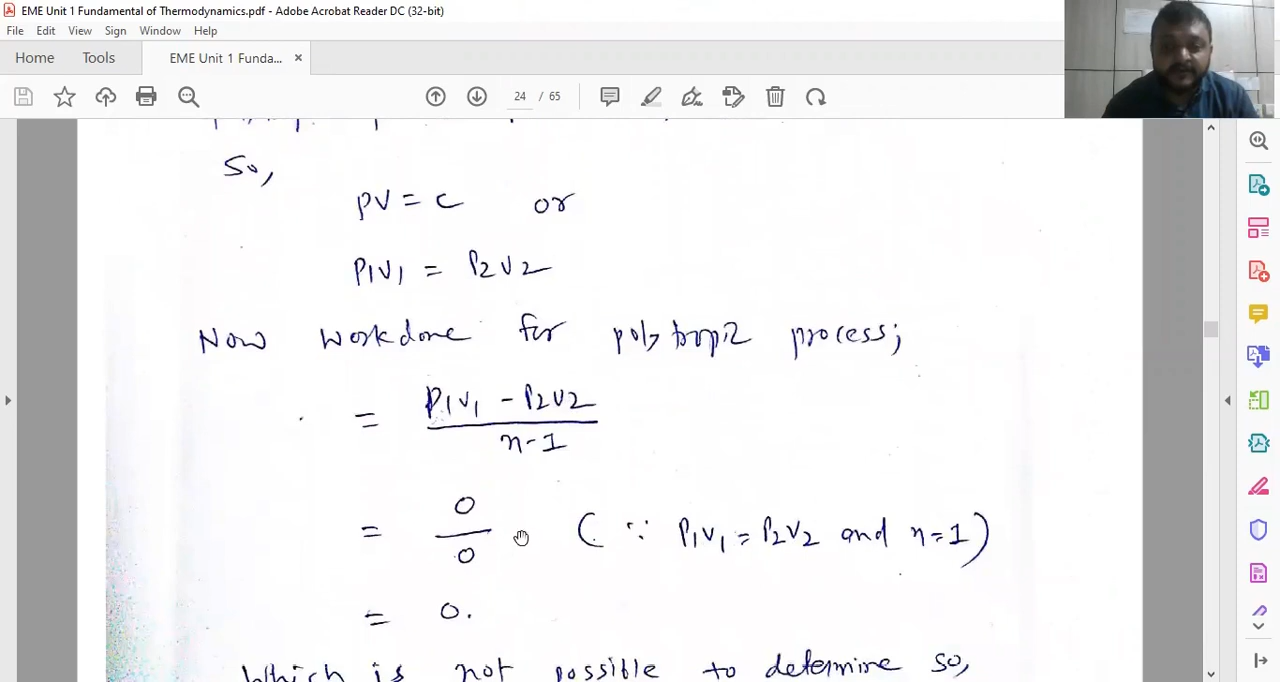 EME Unit 1 Fundamental of Thermodynamics.pdf - Adobe Acrobat Reader DC (32-bit)
File Edit View Sign Window Help
Home Tools EME Unit 1 Funda... ×
24 / 65
So,
PV = C or
P1V1 = P2V2
Now workdone for polytropic process;
= P1V1 - P2V2
n-1
= 0 (∵ P1V1 = P2V2 and n=1)
0
= 0.
Which is not possible to determine so,